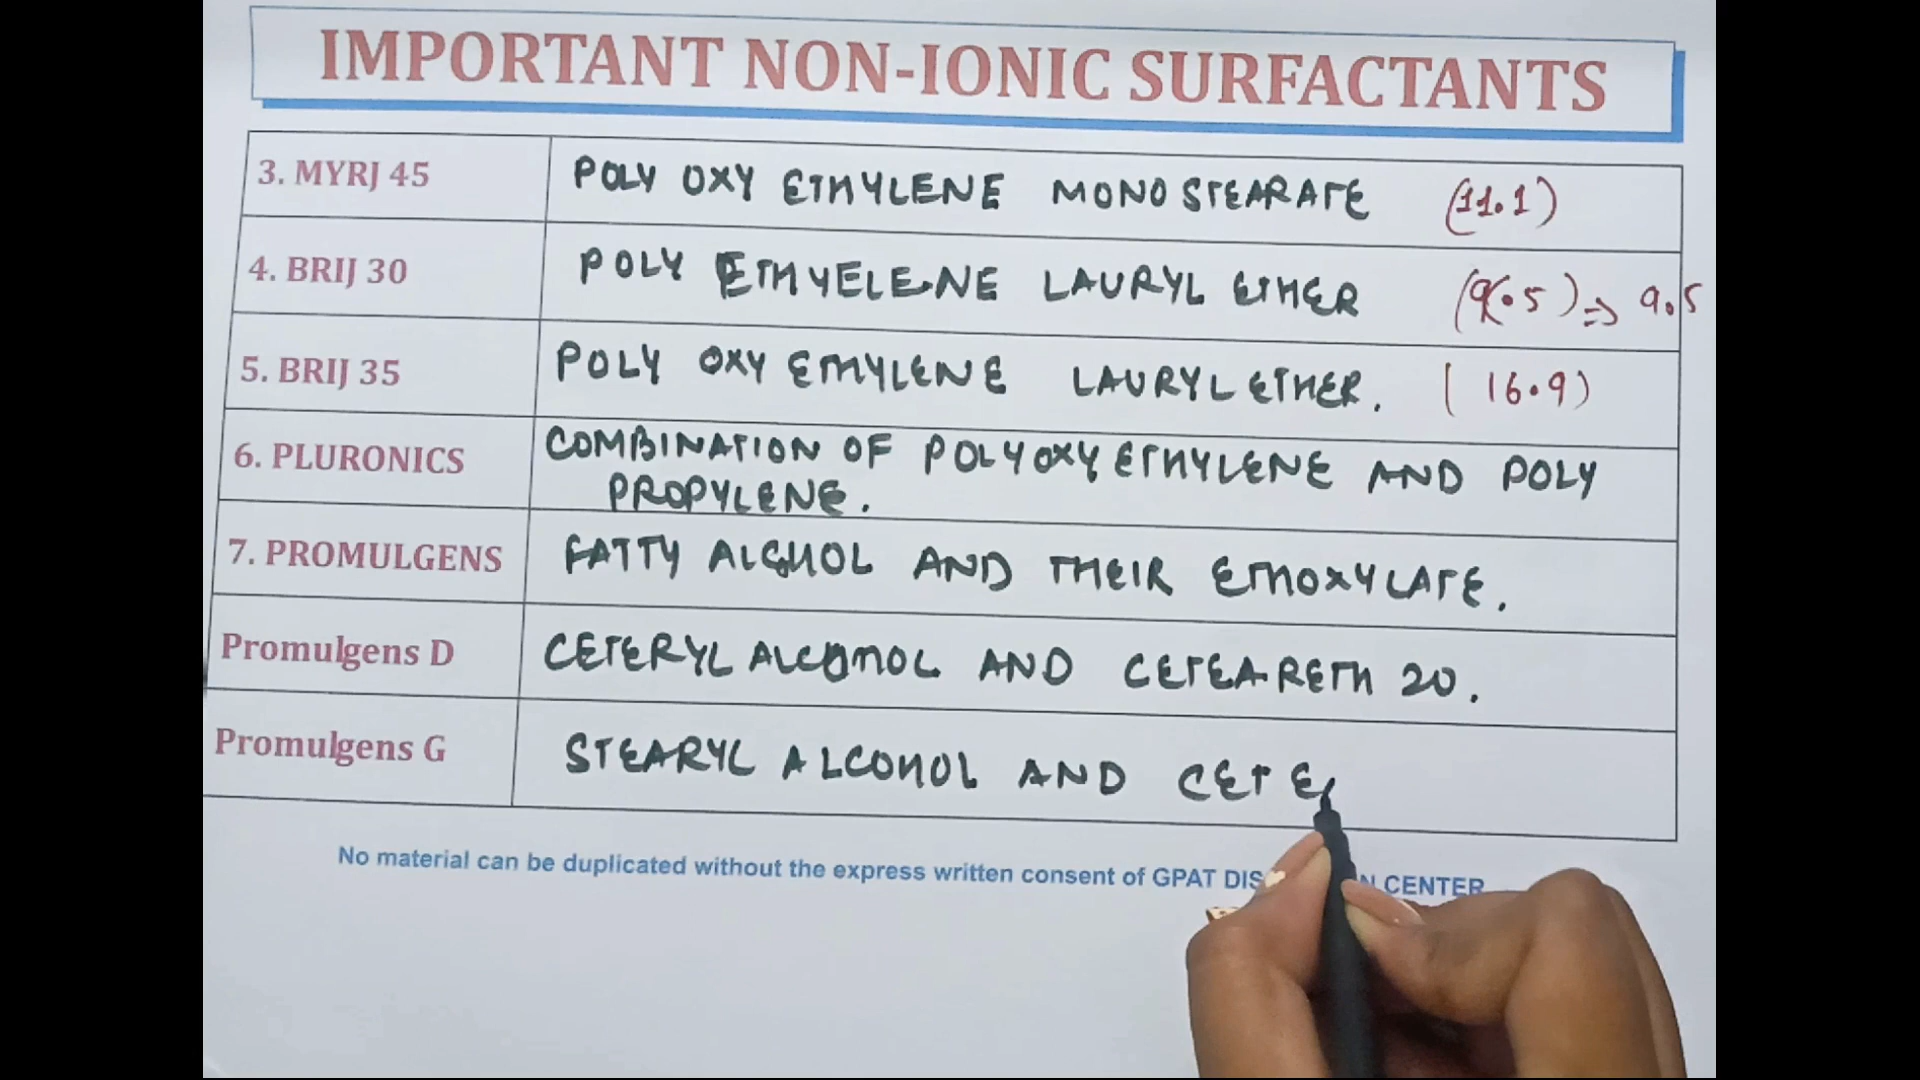 IMPORTANT NON-IONIC SURFACTANTS
3. MYRJ 45 POLY OXY ETHYLENE MONO STEARATE (11.1)
4. BRIJ 30 POLY ETHYELENE LAURYL ETHER (9.5) => 9.5
5. BRIJ 35 POLY OXY ETHYLENE LAURYL ETHER. (16.9)
6. PLURONICS COMBINATION OF POLYOXY ETHYLENE AND POLY
PROPYLENE.
7. PROMULGENS FATTY ALCHOL AND THEIR ETHOXYLATE.
Promulgens D CETERYL ALCOHOL AND CETEARETH 20.
Promulgens G STEARYL ALCOHOL AND CETE
No material can be duplicated without the express written consent of GPAT DIS N CENTER